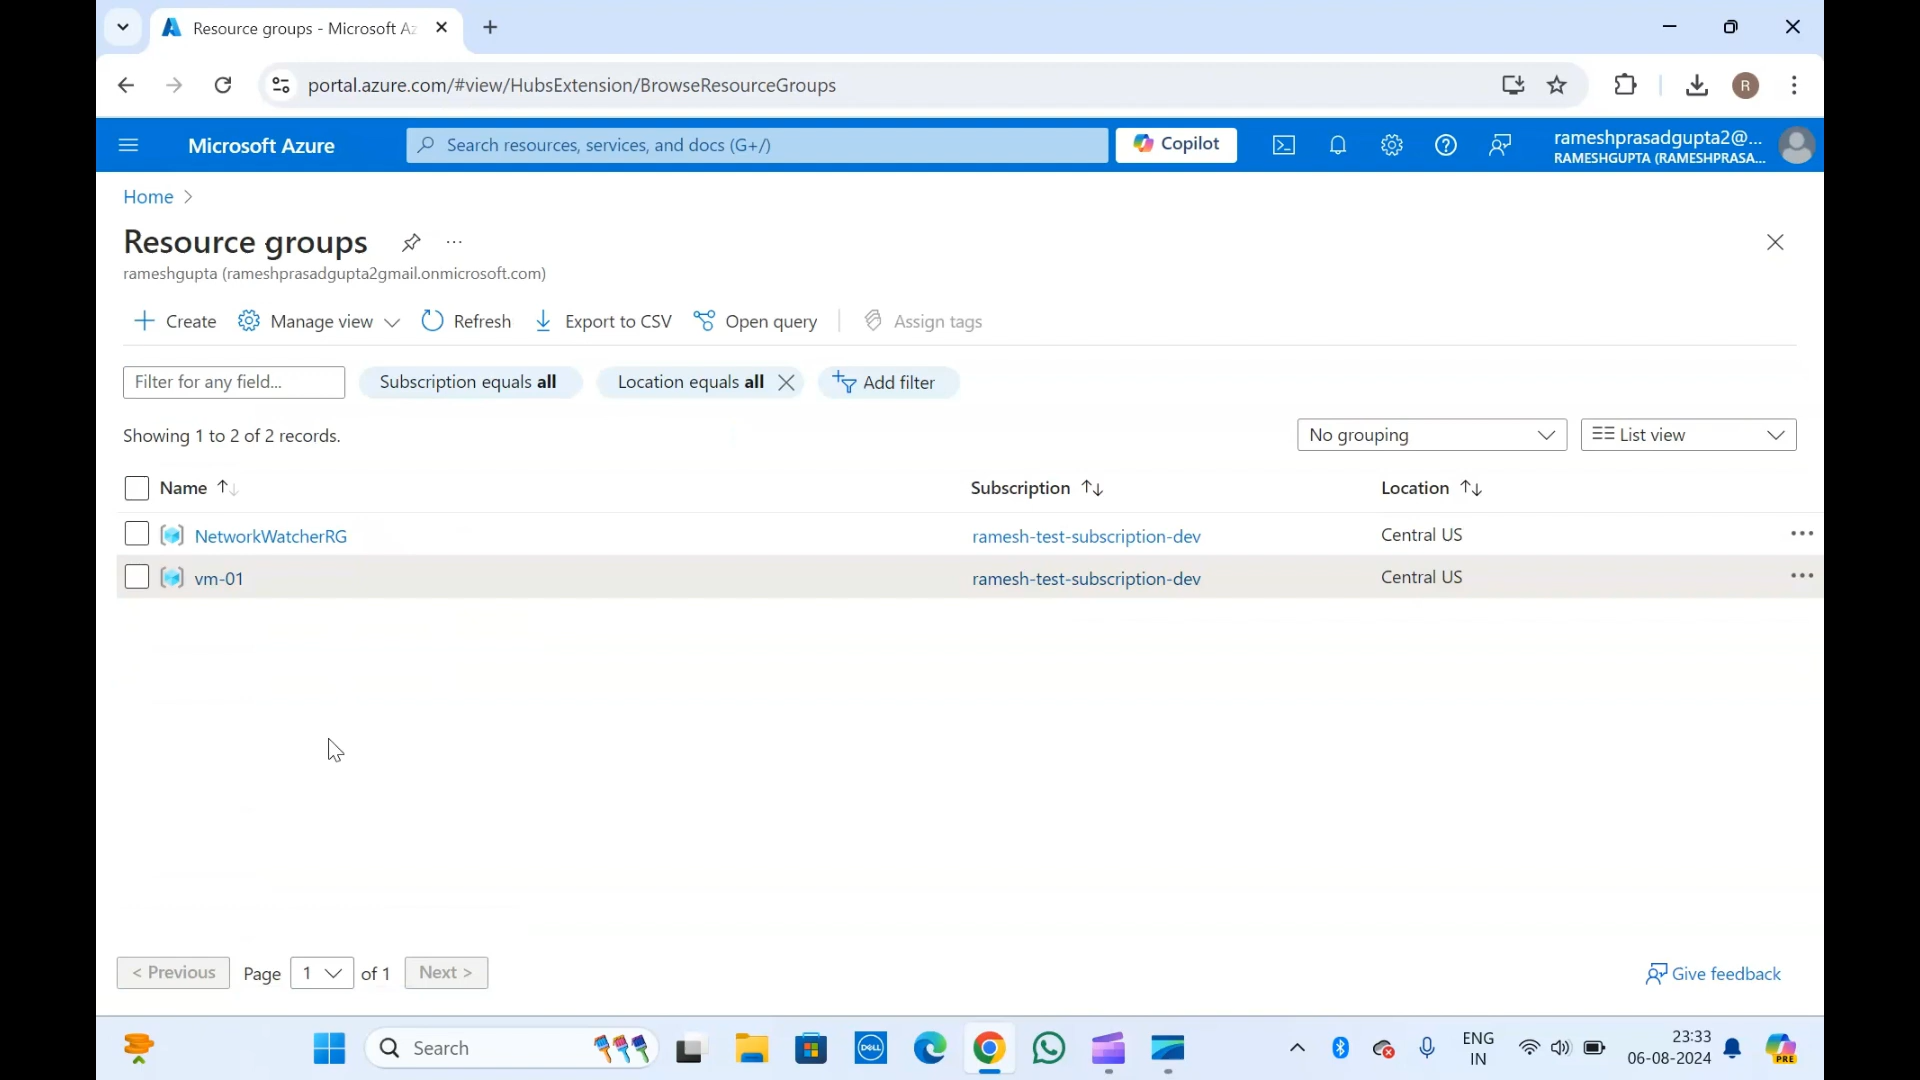 Resource groups - Microsoft Az
portal.azure.com/#view/HubsExtension/BrowseResourceGroups
R
Microsoft Azure
Search resources, services, and docs (G+/)
Copilot
rameshprasadgupta2@...
RAMESHGUPTA (RAMESHPRASA...
Home
Resource groups
rameshgupta (rameshprasadgupta2gmail.onmicrosoft.com)
Create
Manage view
Refresh
Export to CSV
Open query
Assign tags
Filter for any field...
Subscription equals all
Location equals all
Add filter
Showing 1 to 2 of 2 records.
No grouping
List view
Name
Subscription
Location
NetworkWatcherRG
ramesh-test-subscription-dev
Central US
vm-01
ramesh-test-subscription-dev
Central US
< Previous
Page
1
of 1
Next >
Give feedback
Search
DELL
ENG
IN
23:33
06-08-2024
PRE